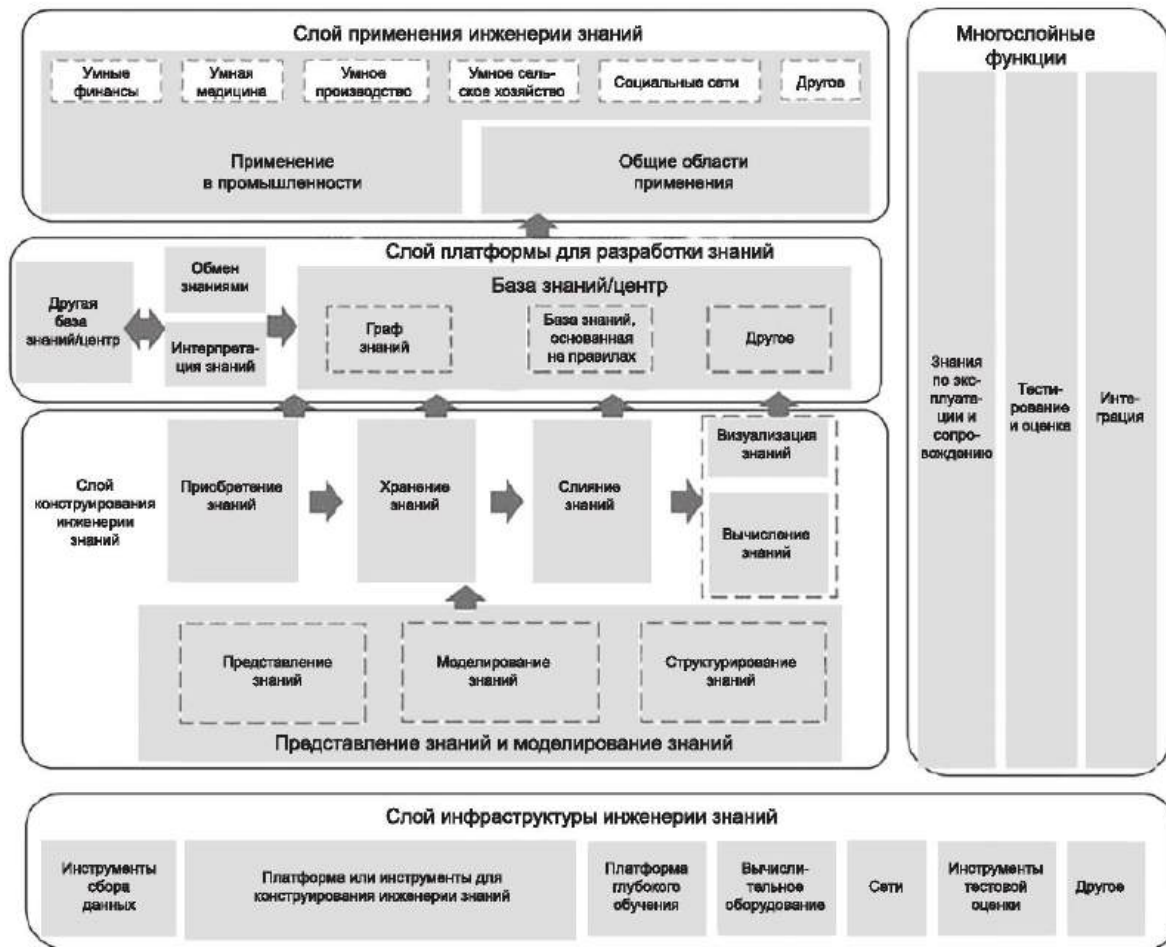 Слой применения инженерии знаний
Умные
финансы
Умная
медицина
Умное
производство
Умное сель-
ское хозяйство
Социальные сети
Другое
Применение
в промышленности
Общие области
применения
Многослойные
функции
Знания
по экс-
плуата-
ции и
сопро-
вождению
Тести-
рование
и оценка
Инте-
грация
Слой платформы для разработки знаний
Другая
база
знаний/центр
Обмен
знаниями
Интерпрета-
ция знаний
База знаний/центр
Граф
знаний
База знаний,
основанная
не правилах
Другое
Слой
конструирования
инженерии
знаний
Приобретение
знаний
Хранение
знаний
Слияние
знаний
Визуализация
знаний
Вычисление
знаний
Представление
знаний
Моделирование
знаний
Структурирование
знаний
Представление знаний и моделирование знаний
Слой инфраструктуры инженерии знаний
Инструменты
сбора
данных
Платформа или инструменты для
конструирования инженерии знаний
Платформа
глубокого
обучения
Вычисли-
тельное
оборудование
Сети
Инструменты
тестовой
оценки
Другое